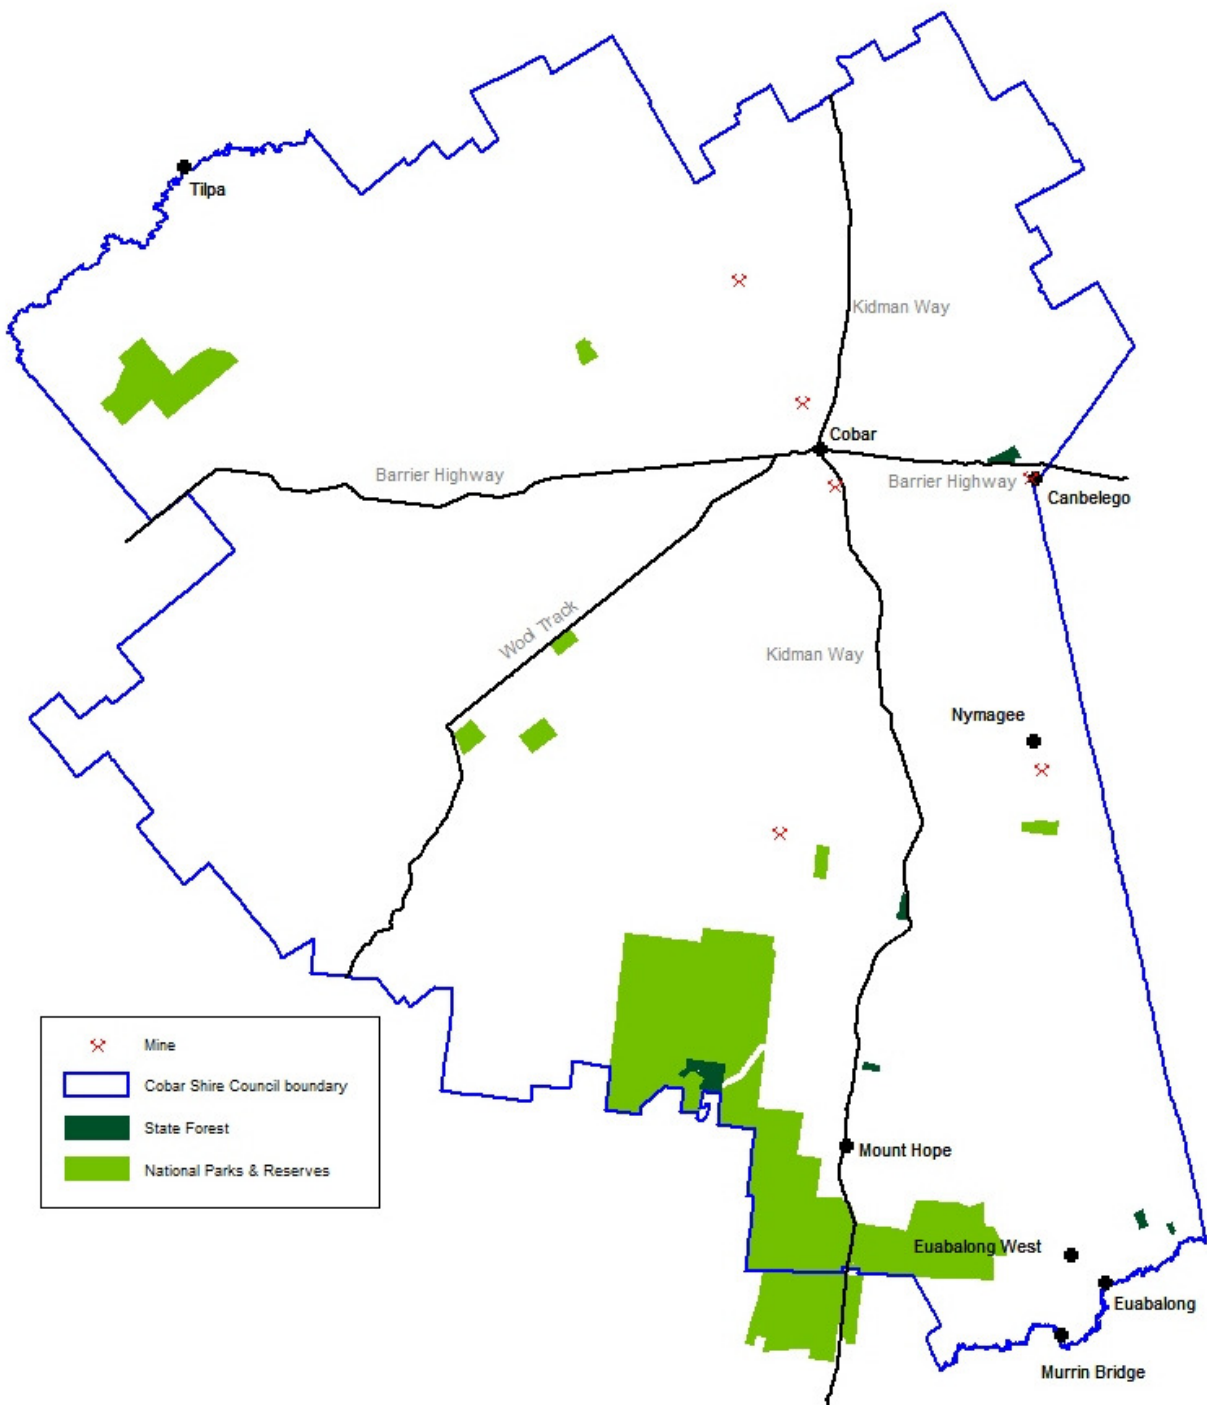 Tilpa
Kidman Way
Cobar
Barrier Highway
Barrier Highway
Canbelego
Wool Track
Kidman Way
Nymagee
Mine
Cobar Shire Council boundary
State Forest
National Parks & Reserves
Mount Hope
Euabalong West
Euabalong
Murrin Bridge